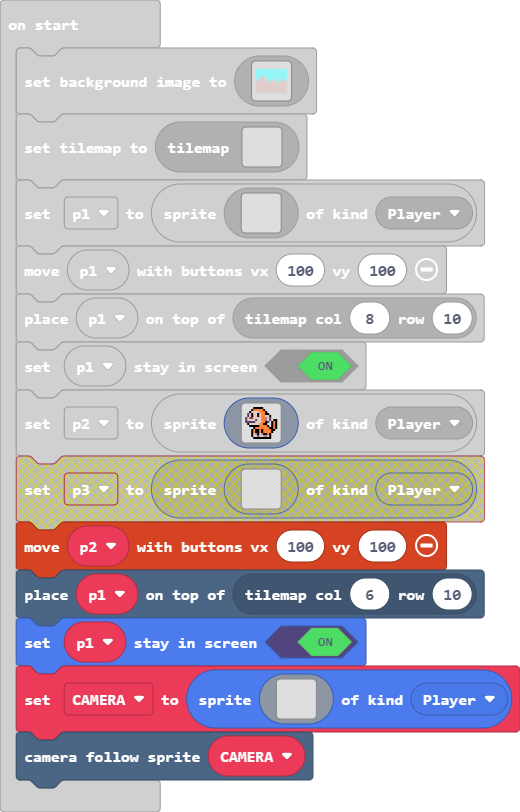 on start
set background image to
set tilemap to tilemap
set p1 to sprite of kind Player
move p1 with buttons vx 100 vy 100
place p1 on top of tilemap col 8 row 10
set p1 stay in screen ON
set p2 to sprite of kind Player
set p3 to sprite of kind Player
move p2 with buttons vx 100 vy 100
place p1 on top of tilemap col 6 row 10
set p1 stay in screen ON
set CAMERA to sprite of kind Player
camera follow sprite CAMERA